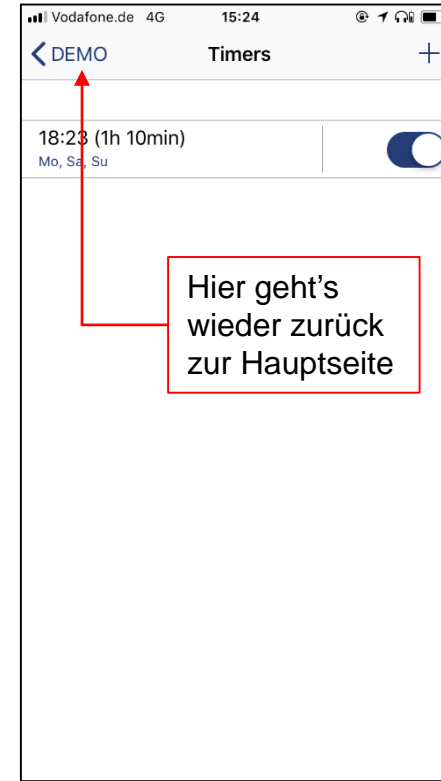 Vodafone.de 4G 15:24
DEMO Timers +
18:23 (1h 10min)
Mo, Sa, Su
Hier geht's
wieder zurück
zur Hauptseite